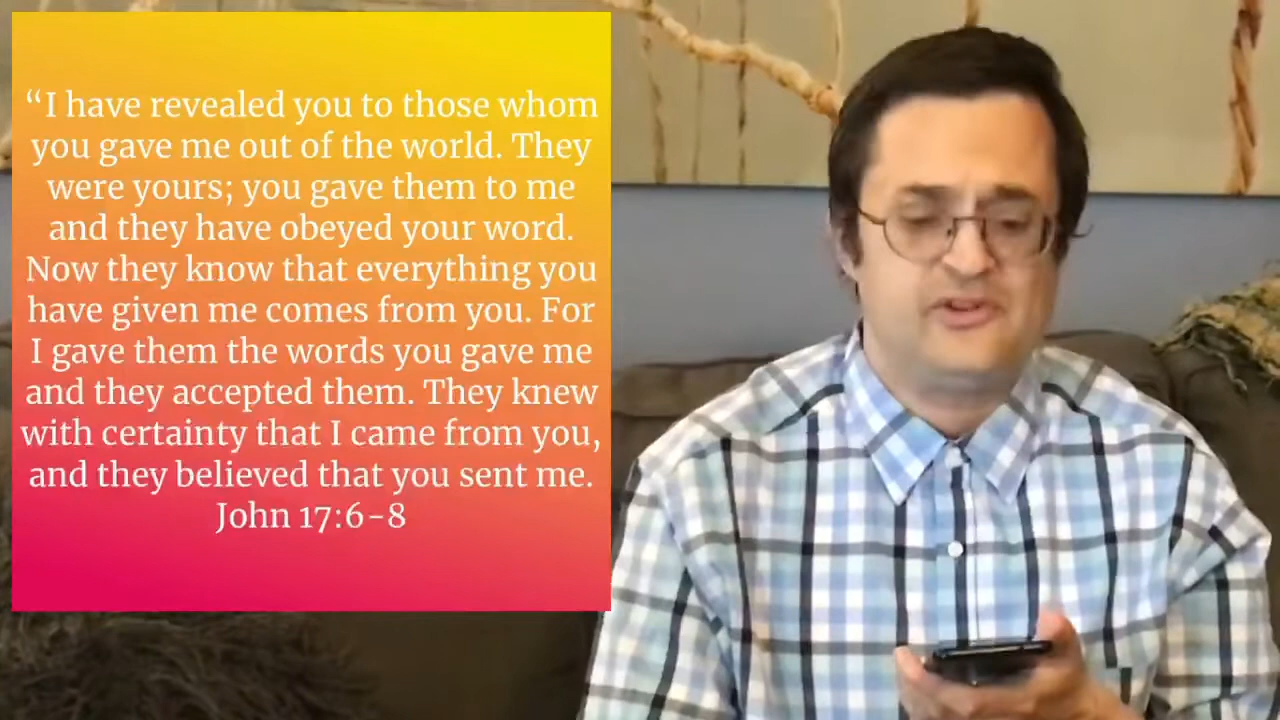 “I have revealed you to those whom
you gave me out of the world. They
were yours; you gave them to me
and they have obeyed your word.
Now they know that everything you
have given me comes from you. For
I gave them the words you gave me
and they accepted them. They knew
with certainty that I came from you,
and they believed that you sent me.
John 17:6-8